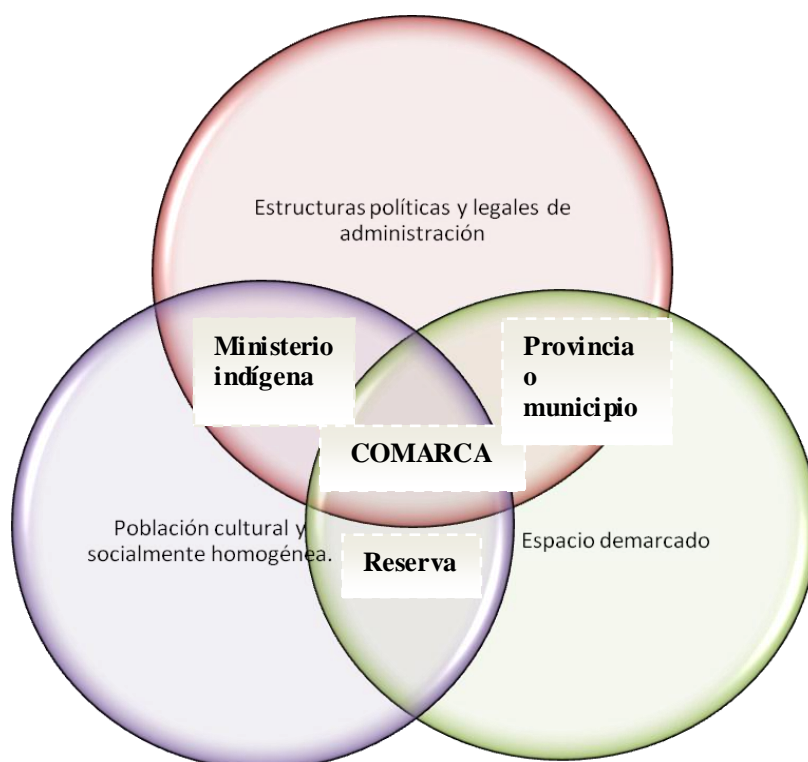 Estructuras políticas y legales de
administración
Ministerio
indígena
Provincia
o
municipio
COMARCA
Población cultural y
socialmente homogénea.
Espacio demarcado
Reserva